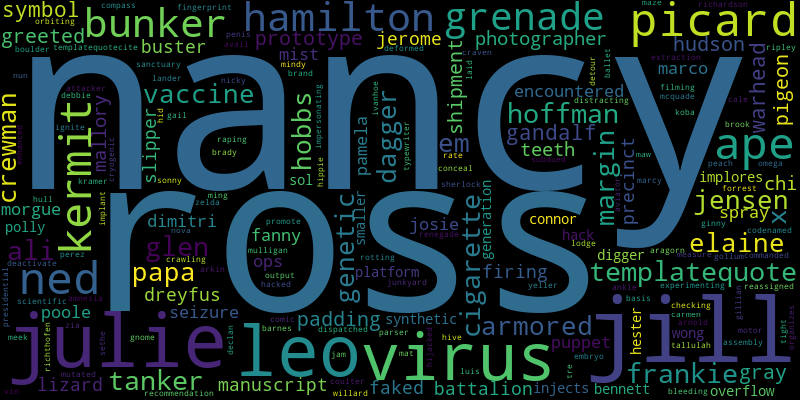 symbol
orbiting
compass
fingerprint
bunker
hamilton
penis
avail
grenade
maze
richardson
picard
greeted
boulder
templatequotecite
buster
prototype
jerome
photographer
deformed
hudson
extraction
ripley
nun
sanctuary
mist
mindy
craven
ballet
marco
pigeon
nancy
attacker
debbie
lander
nicky
brand
laid
detour
filming
mcquade
warhead
cale
crewman
kermit
mallory
vaccine
hobbs
dagger
shipment
encountered
distracting
koba
ignite
gail
hid
impersonating
ivanhoe
typewriter
hoffman
margin
brook
slipper
raping
brady
pamela
em
gandalf
teeth
precinct
ape
kramer
cryogenic
hippie
rate
conceal
maw
peach
omega
morgue
sonny
sol
smaller
sherlock
marcy
implores
forrest
chi
polly
hull
implant
ming
zelda
ross
jensen
dimitri
nova
promote
genetic
josie
renegade
generation
connor
spray
ginny
codenamed
x
ali
perez
glen
fanny
mulligan
cigarette
hack
lodge
elaine
aragorn
deactivate
crawling
ops
rotting
platform
digger
measure
gollum
commanded
ned
papa
arkin
output
hacked
junkyard
firing
yeller
ankle
templatequote
presidential
scientific
amnesia
dreyfus
basis
experimenting
reassigned
poole
seizure
padding
synthetic
armored
checking
carmen
gillian
julie
zia
declan
barnes
comic
dispatched
parser
puppet
hester
arnold
wong
motor
assembly
tight
organizes
meek
richthofen
sethe
gnome
leo
jam
mat
hijacked
hive
virus
embryo
tallulah
jill
lizard
mutated
tanker
coulter
luis
tre
frankie
gray
recommendation
manuscript
willard
faked
battalion
injects
bennett
bleeding
overflow